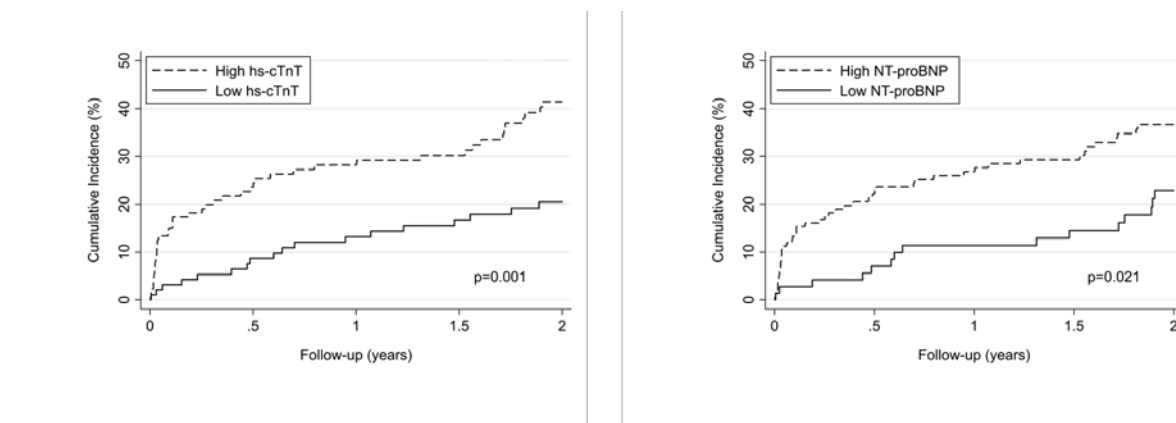 50
40
30
20
10
0
Cumulative Incidence (%)
High hs-cTnT
Low hs-cTnT
p=0.001
0 .5 1 1.5 2
Follow-up (years)
50
40
30
20
10
0
Cumulative Incidence (%)
High NT-proBNP
Low NT-proBNP
p=0.021
0 .5 1 1.5 2
Follow-up (years)